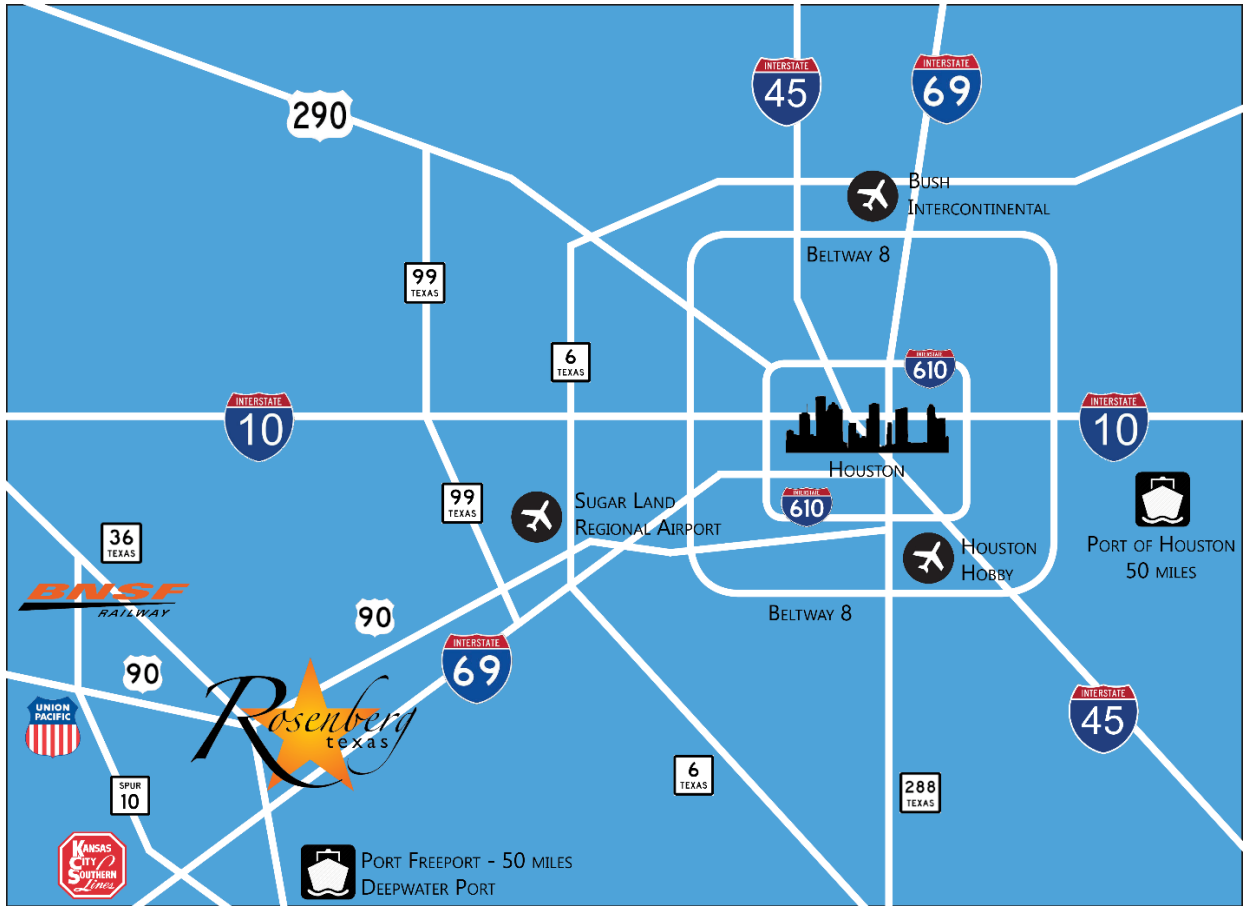 INTERSTATE
45
INTERSTATE
69
290
BUSH
INTERCONTINENTAL
BELTWAY 8
99
TEXAS
6
TEXAS
INTERSTATE
610
INTERSTATE
10
INTERSTATE
10
HOUSTON
99
TEXAS
SUGAR LAND
REGIONAL AIRPORT
INTERSTATE
610
PORT OF HOUSTON
50 MILES
36
TEXAS
HOUSTON
HOBBY
BNSF
RAILWAY
90
BELTWAY 8
INTERSTATE
69
90
Rosenberg
texas
UNION
PACIFIC
INTERSTATE
45
6
TEXAS
SPUR
10
288
TEXAS
KANSAS
CITY
SOUTHERN
Lines
PORT FREEPORT - 50 MILES
DEEPWATER PORT